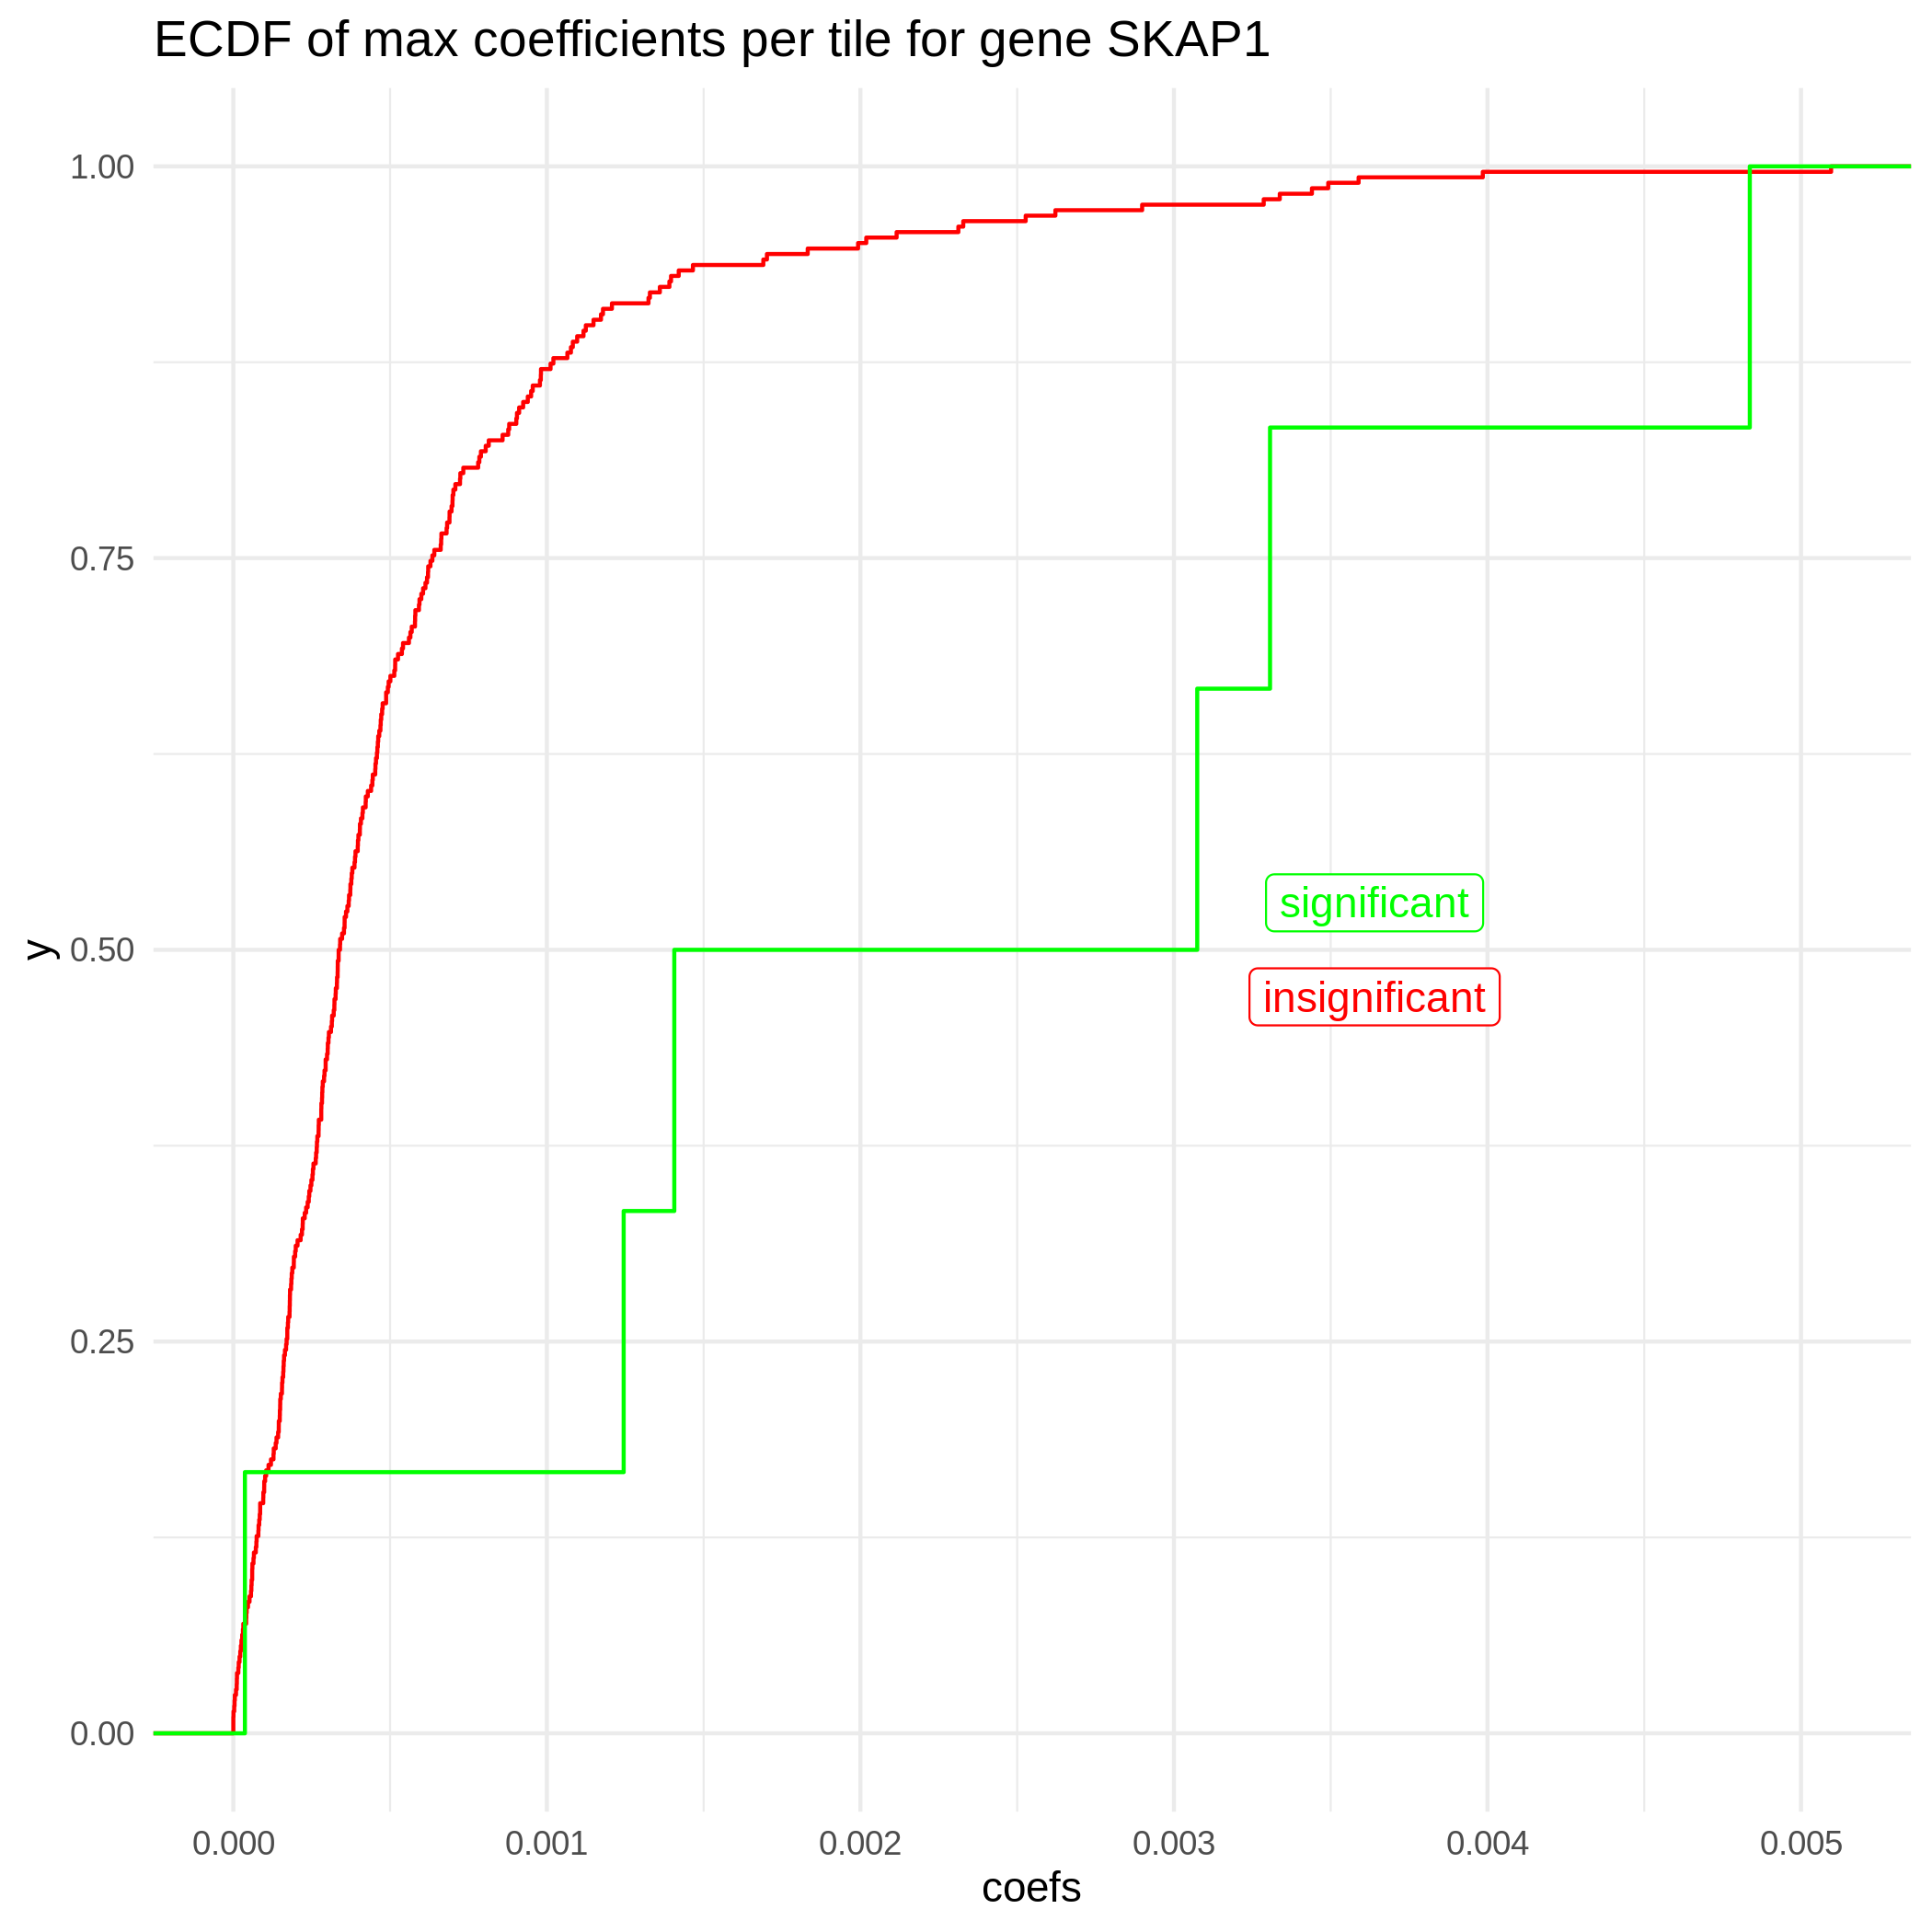 ECDF of max coefficients per tile for gene SKAP1
1.00
0.75
0.50
0.25
0.00
y
significant
insignificant
0.000 0.001 0.002 0.003 0.004 0.005
coefs